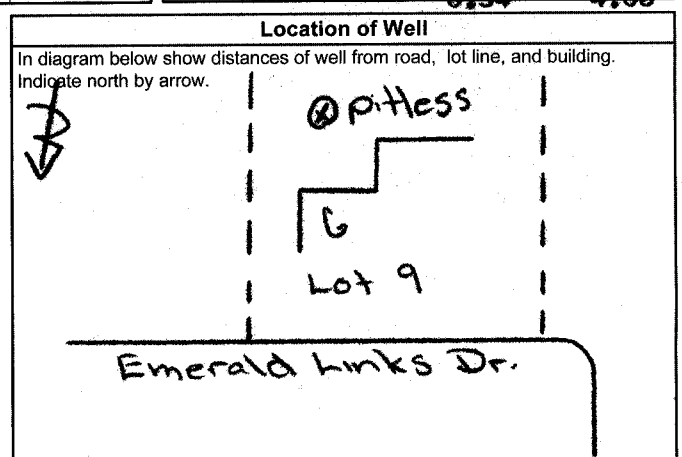 Location of Well
In diagram below show distances of well from road, lot line, and building.
Indicate north by arrow.
N
⊗ pitless
G
Lot 9
Emerald Links Dr.